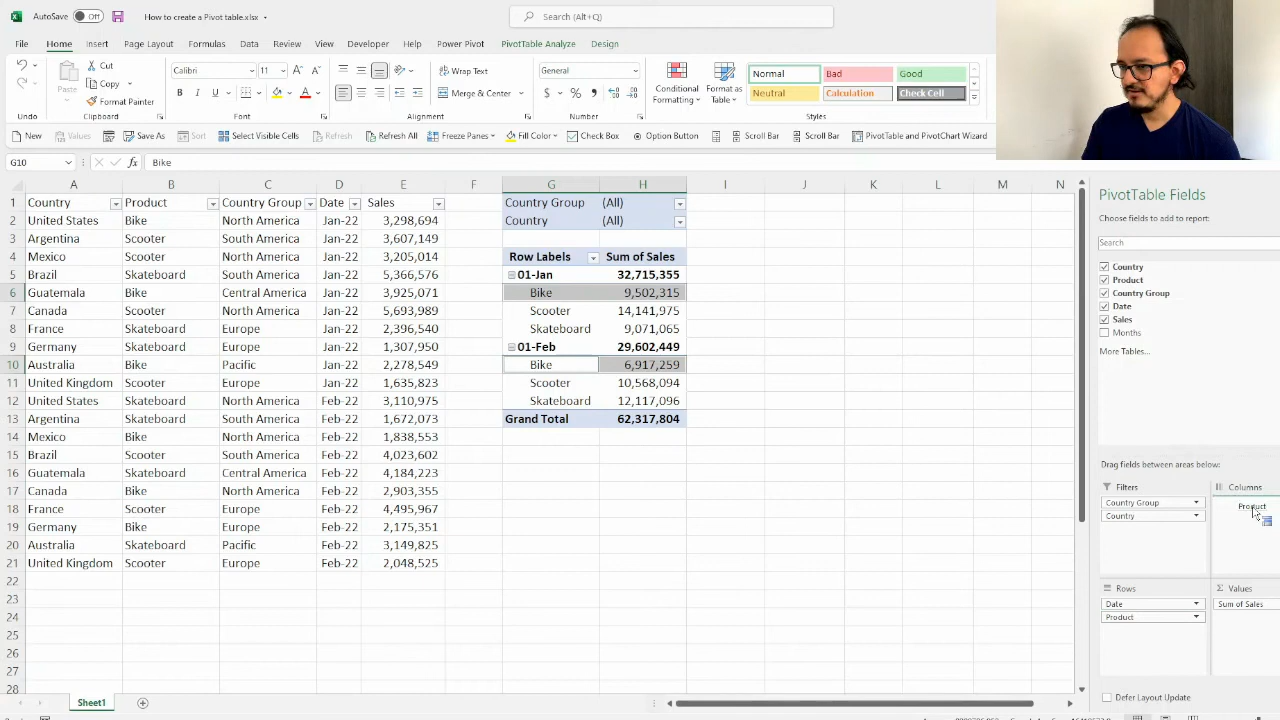 AutoSave Off How to create a Pivot table.xlsx Search (Alt+Q)
File Home Insert Page Layout Formulas Data Review View Developer Help Power Pivot PivotTable Analyze Design
Undo
Paste Cut Copy Format Painter
Clipboard
Calibri 11
B I U
Font
Wrap Text
Merge & Center
Alignment
General
$ %
Number
Conditional Formatting
Format as Table
Normal Bad Good
Neutral Calculation Check Cell
Styles
New Values Save As Sort Select Visible Cells Refresh Refresh All Freeze Panes Fill Color Check Box Option Button Scroll Bar Scroll Bar PivotTable and PivotChart Wizard
G10 fx Bike
A B C D E F G H I J K L M N
1 Country Product Country Group Date Sales Country Group (All)
2 United States Bike North America Jan-22 3,298,694 Country (All)
3 Argentina Scooter South America Jan-22 3,607,149
4 Mexico Scooter North America Jan-22 3,205,014 Row Labels Sum of Sales
5 Brazil Skateboard South America Jan-22 5,366,576 01-Jan 32,715,355
6 Guatemala Bike Central America Jan-22 3,925,071 Bike 9,502,315
7 Canada Scooter North America Jan-22 Scooter 14,141,975
8 France Skateboard Europe Jan-22 2,396,540 Skateboard 9,071,065
9 Germany Skateboard Europe Jan-22 1,307,950 01-Feb 29,602,449
10 Australia Bike Pacific Jan-22 2,278,549 Bike 6,917,259
11 United Kingdom Scooter Europe Jan-22 1,635,823 Scooter 10,568,094
12 United States Skateboard North America Feb-22 3,110,975 Skateboard 12,117,096
13 Argentina Skateboard South America Feb-22 1,672,073 Grand Total 62,317,804
14 Mexico Bike North America Feb-22 1,838,553
15 Brazil Scooter South America Feb-22 4,023,602
16 Guatemala Skateboard Central America Feb-22 4,184,223
17 Canada Bike North America Feb-22 2,903,355
18 France Scooter Europe Feb-22 4,493,967
19 Germany Bike Europe Feb-22 2,175,351
20 Australia Skateboard Pacific Feb-22 3,149,825
21 United Kingdom Scooter Europe Feb-22 2,048,525
22
23
24
25
26
27
28
Sheet1
PivotTable Fields
Choose fields to add to report:
Search
Country
Product
Country Group
Date
Sales
Months
More Tables...
Drag fields between areas below:
Filters Columns
Country Group Product
Country
Rows Values
Date Sum of Sales
Product
Defer Layout Update